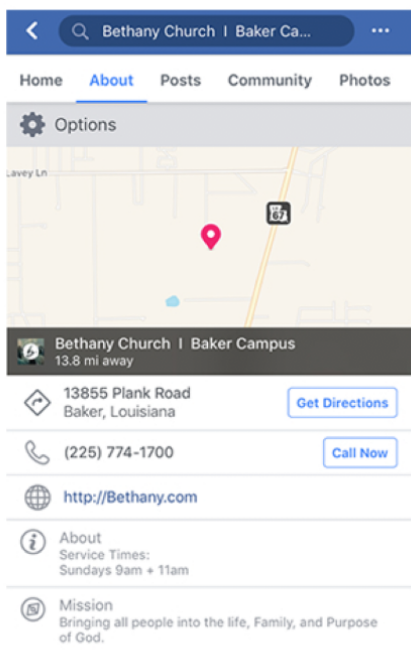 Bethany Church I Baker Ca...
Home About Posts Community Photos
Options
Lavey Ln
67
Bethany Church I Baker Campus
13.8 mi away
13855 Plank Road
Baker, Louisiana
Get Directions
(225) 774-1700
Call Now
http://Bethany.com
About
Service Times:
Sundays 9am + 11am
Mission
Bringing all people into the life, Family, and Purpose
of God.